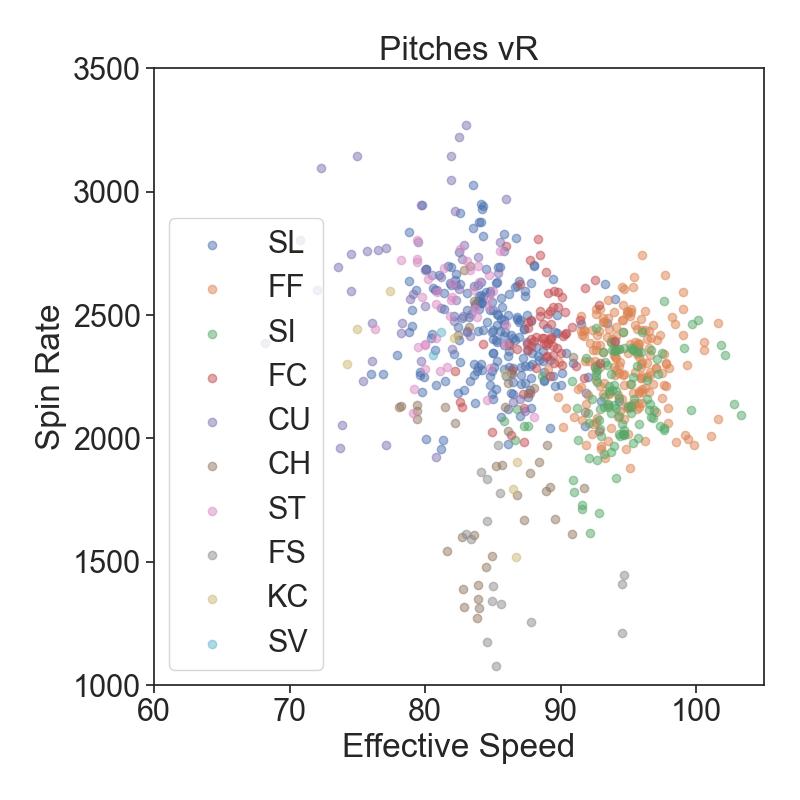 Pitches vR
3500
3000
2500
2000
1500
1000
Spin Rate
SL
FF
SI
FC
CU
CH
ST
FS
KC
SV
60 70 80 90 100
Effective Speed